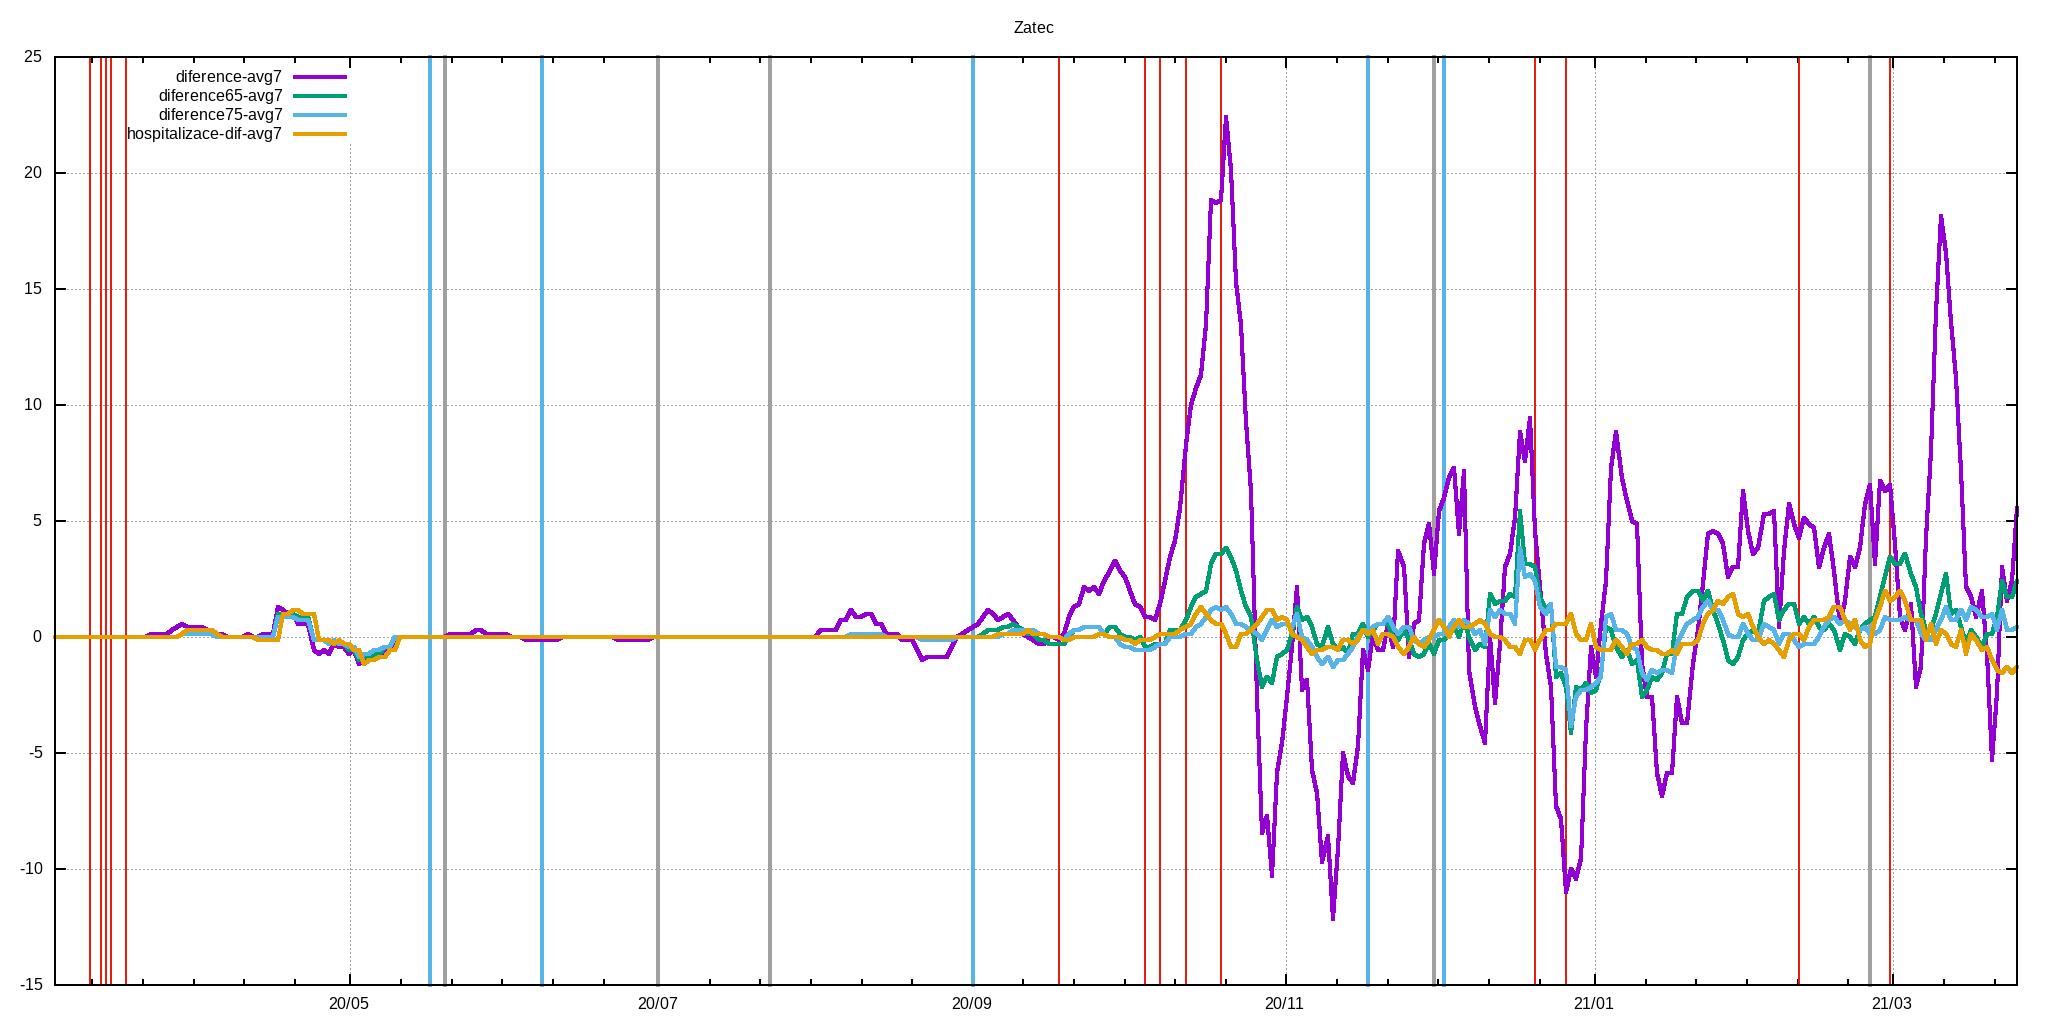 Zatec
diference-avg7
diference65-avg7
diference75-avg7
hospitalizace-dif-avg7
25
20
15
10
5
0
-5
-10
-15
20/05 20/07 20/09 20/11 21/01 21/03